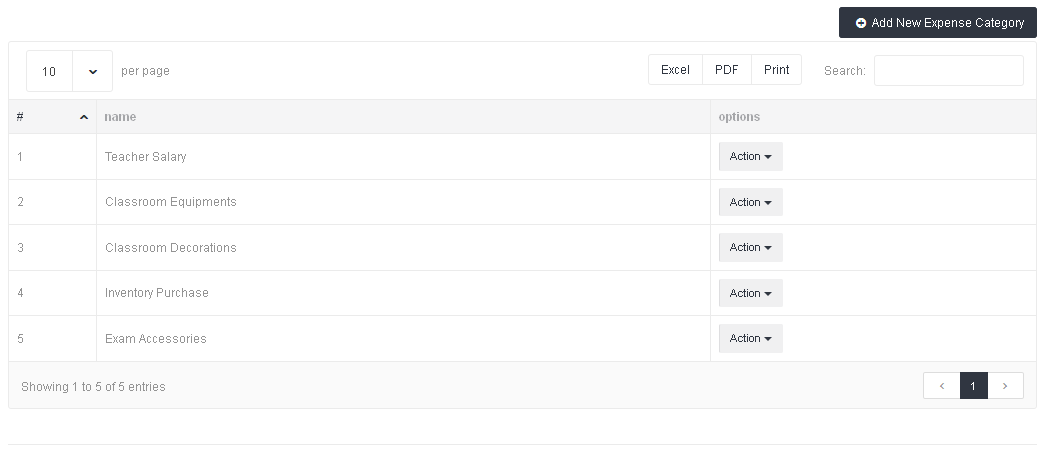 Add New Expense Category
10 per page Excel PDF Print Search:
# name options
1 Teacher Salary Action
2 Classroom Equipments Action
3 Classroom Decorations Action
4 Inventory Purchase Action
5 Exam Accessories Action
Showing 1 to 5 of 5 entries ‹ 1 ›